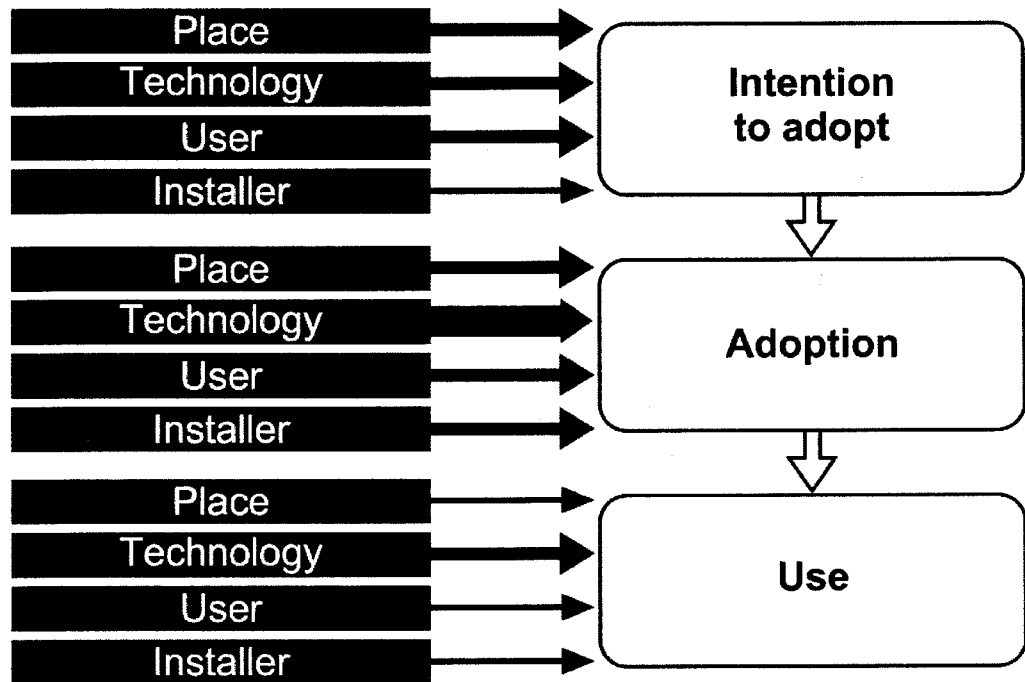 Place
Technology
User
Installer
Intention
to adopt
Place
Technology
User
Installer
Adoption
Place
Technology
User
Installer
Use